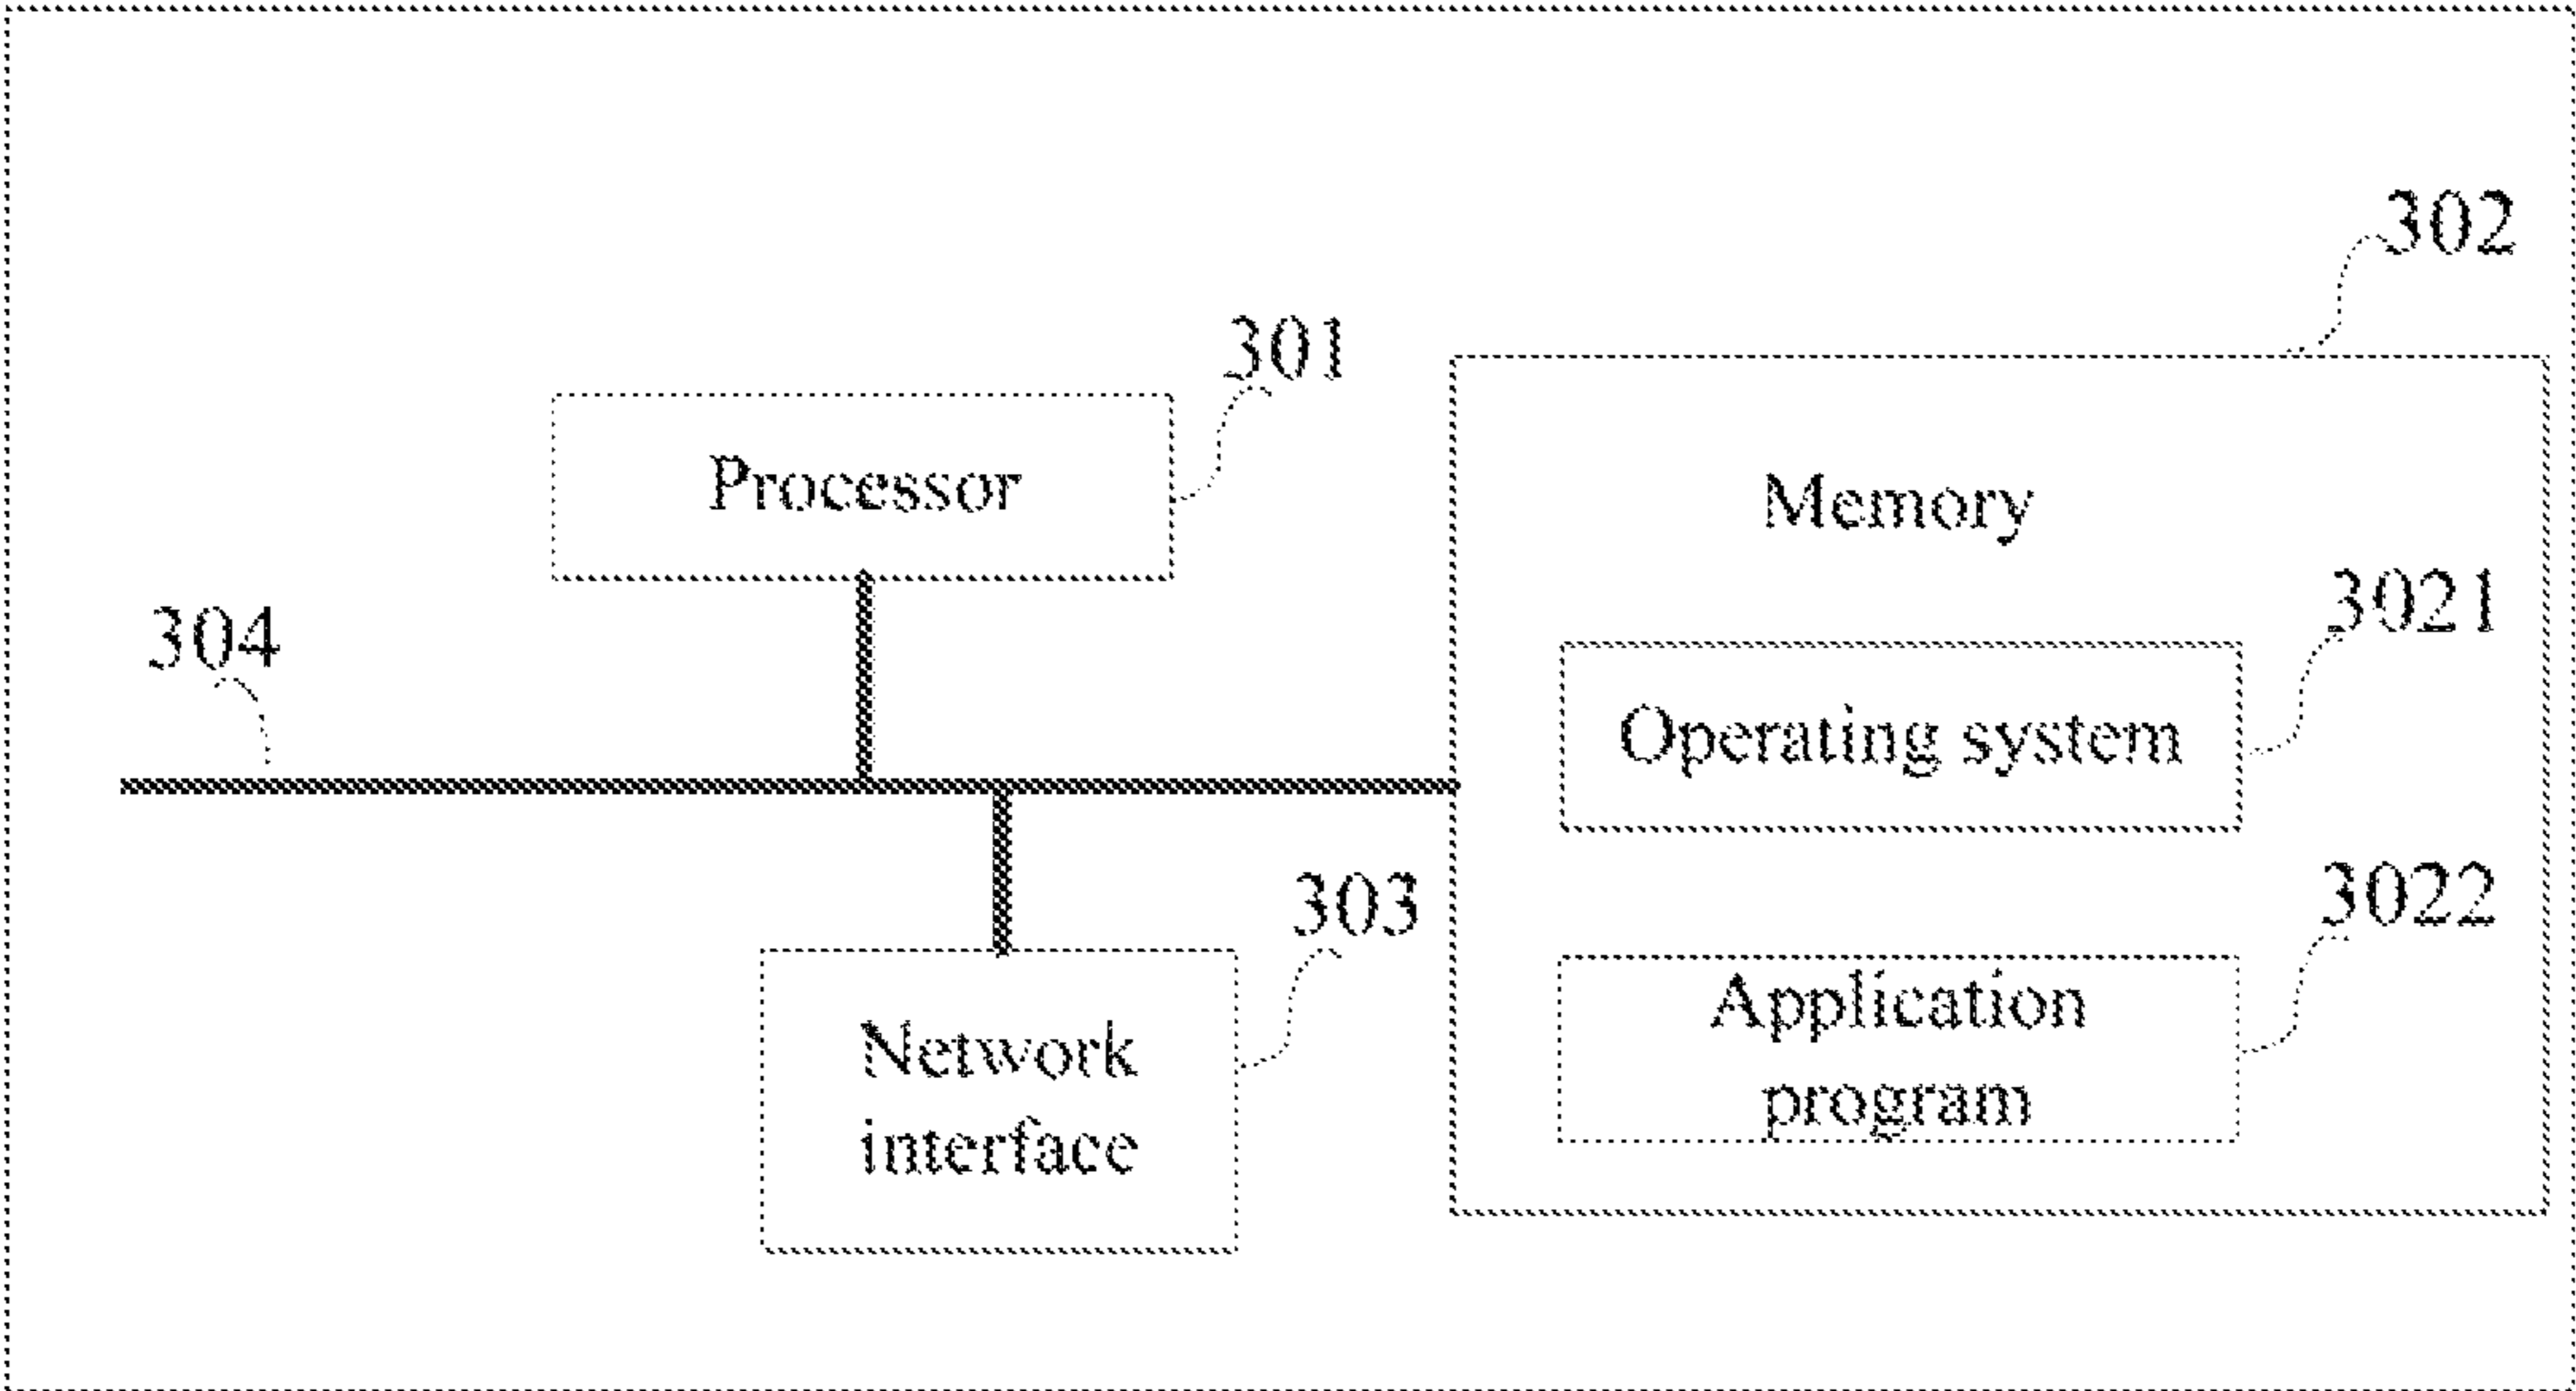 302
301
Processor
Memory
3021
304
Operating system
3022
303
Application
program
Network
interface